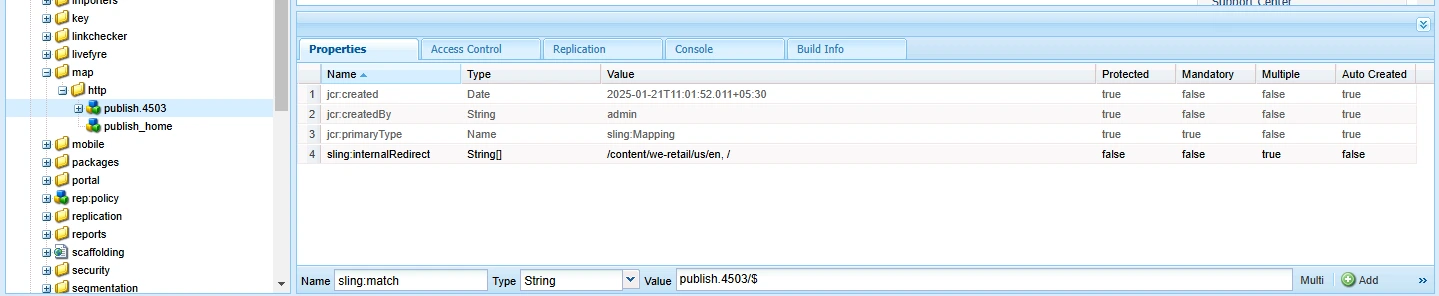 importers
key
linkchecker
livefyre
map
http
publish.4503
publish_home
mobile
packages
portal
rep:policy
replication
reports
scaffolding
security
segmentation
Support Center
Properties Access Control Replication Console Build Info
Name Type Value Protected Mandatory Multiple Auto Created
1 jcr:created Date 2025-01-21T11:01:52.011+05:30 true false false true
2 jcr:createdBy String admin true false false true
3 jcr:primaryType Name sling:Mapping true true false true
4 sling:internalRedirect String[] /content/we-retail/us/en, / false false true false
Name sling:match Type String Value publish.4503/$ Multi Add »